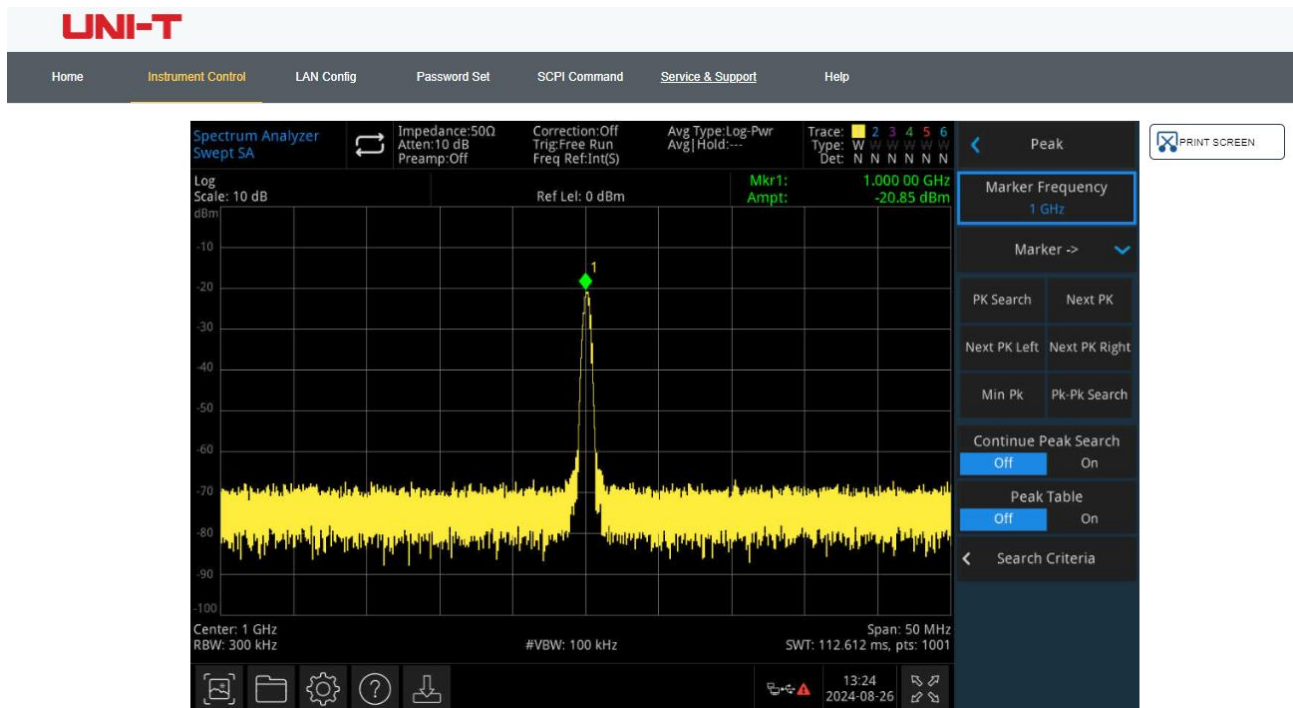 UNI-T
Home Instrument Control LAN Config Password Set SCPI Command Service & Support Help
Spectrum Analyzer
Swept SA
Impedance:50Ω
Atten:10 dB
Preamp:Off
Correction:Off
Trig:Free Run
Freq Ref:Int(S)
Avg Type:Log-Pwr
Avg|Hold:---
Trace: 2 3 4 5 6
Type: W W W W W W
Det: N N N N N N
Peak
PRINT SCREEN
Log
Scale: 10 dB
Ref Lel: 0 dBm
Mkr1: 1.000 00 GHz
Ampt: -20.85 dBm
Marker Frequency
1 GHz
Marker ->
PK Search Next PK
Next PK Left Next PK Right
Min Pk Pk-Pk Search
Continue Peak Search
Off On
Peak Table
Off On
Search Criteria
dBm
-10
1
-20
-30
-40
-50
-60
-70
-80
-90
-100
Center: 1 GHz
RBW: 300 kHz
#VBW: 100 kHz
Span: 50 MHz
SWT: 112.612 ms, pts: 1001
?
13:24
2024-08-26